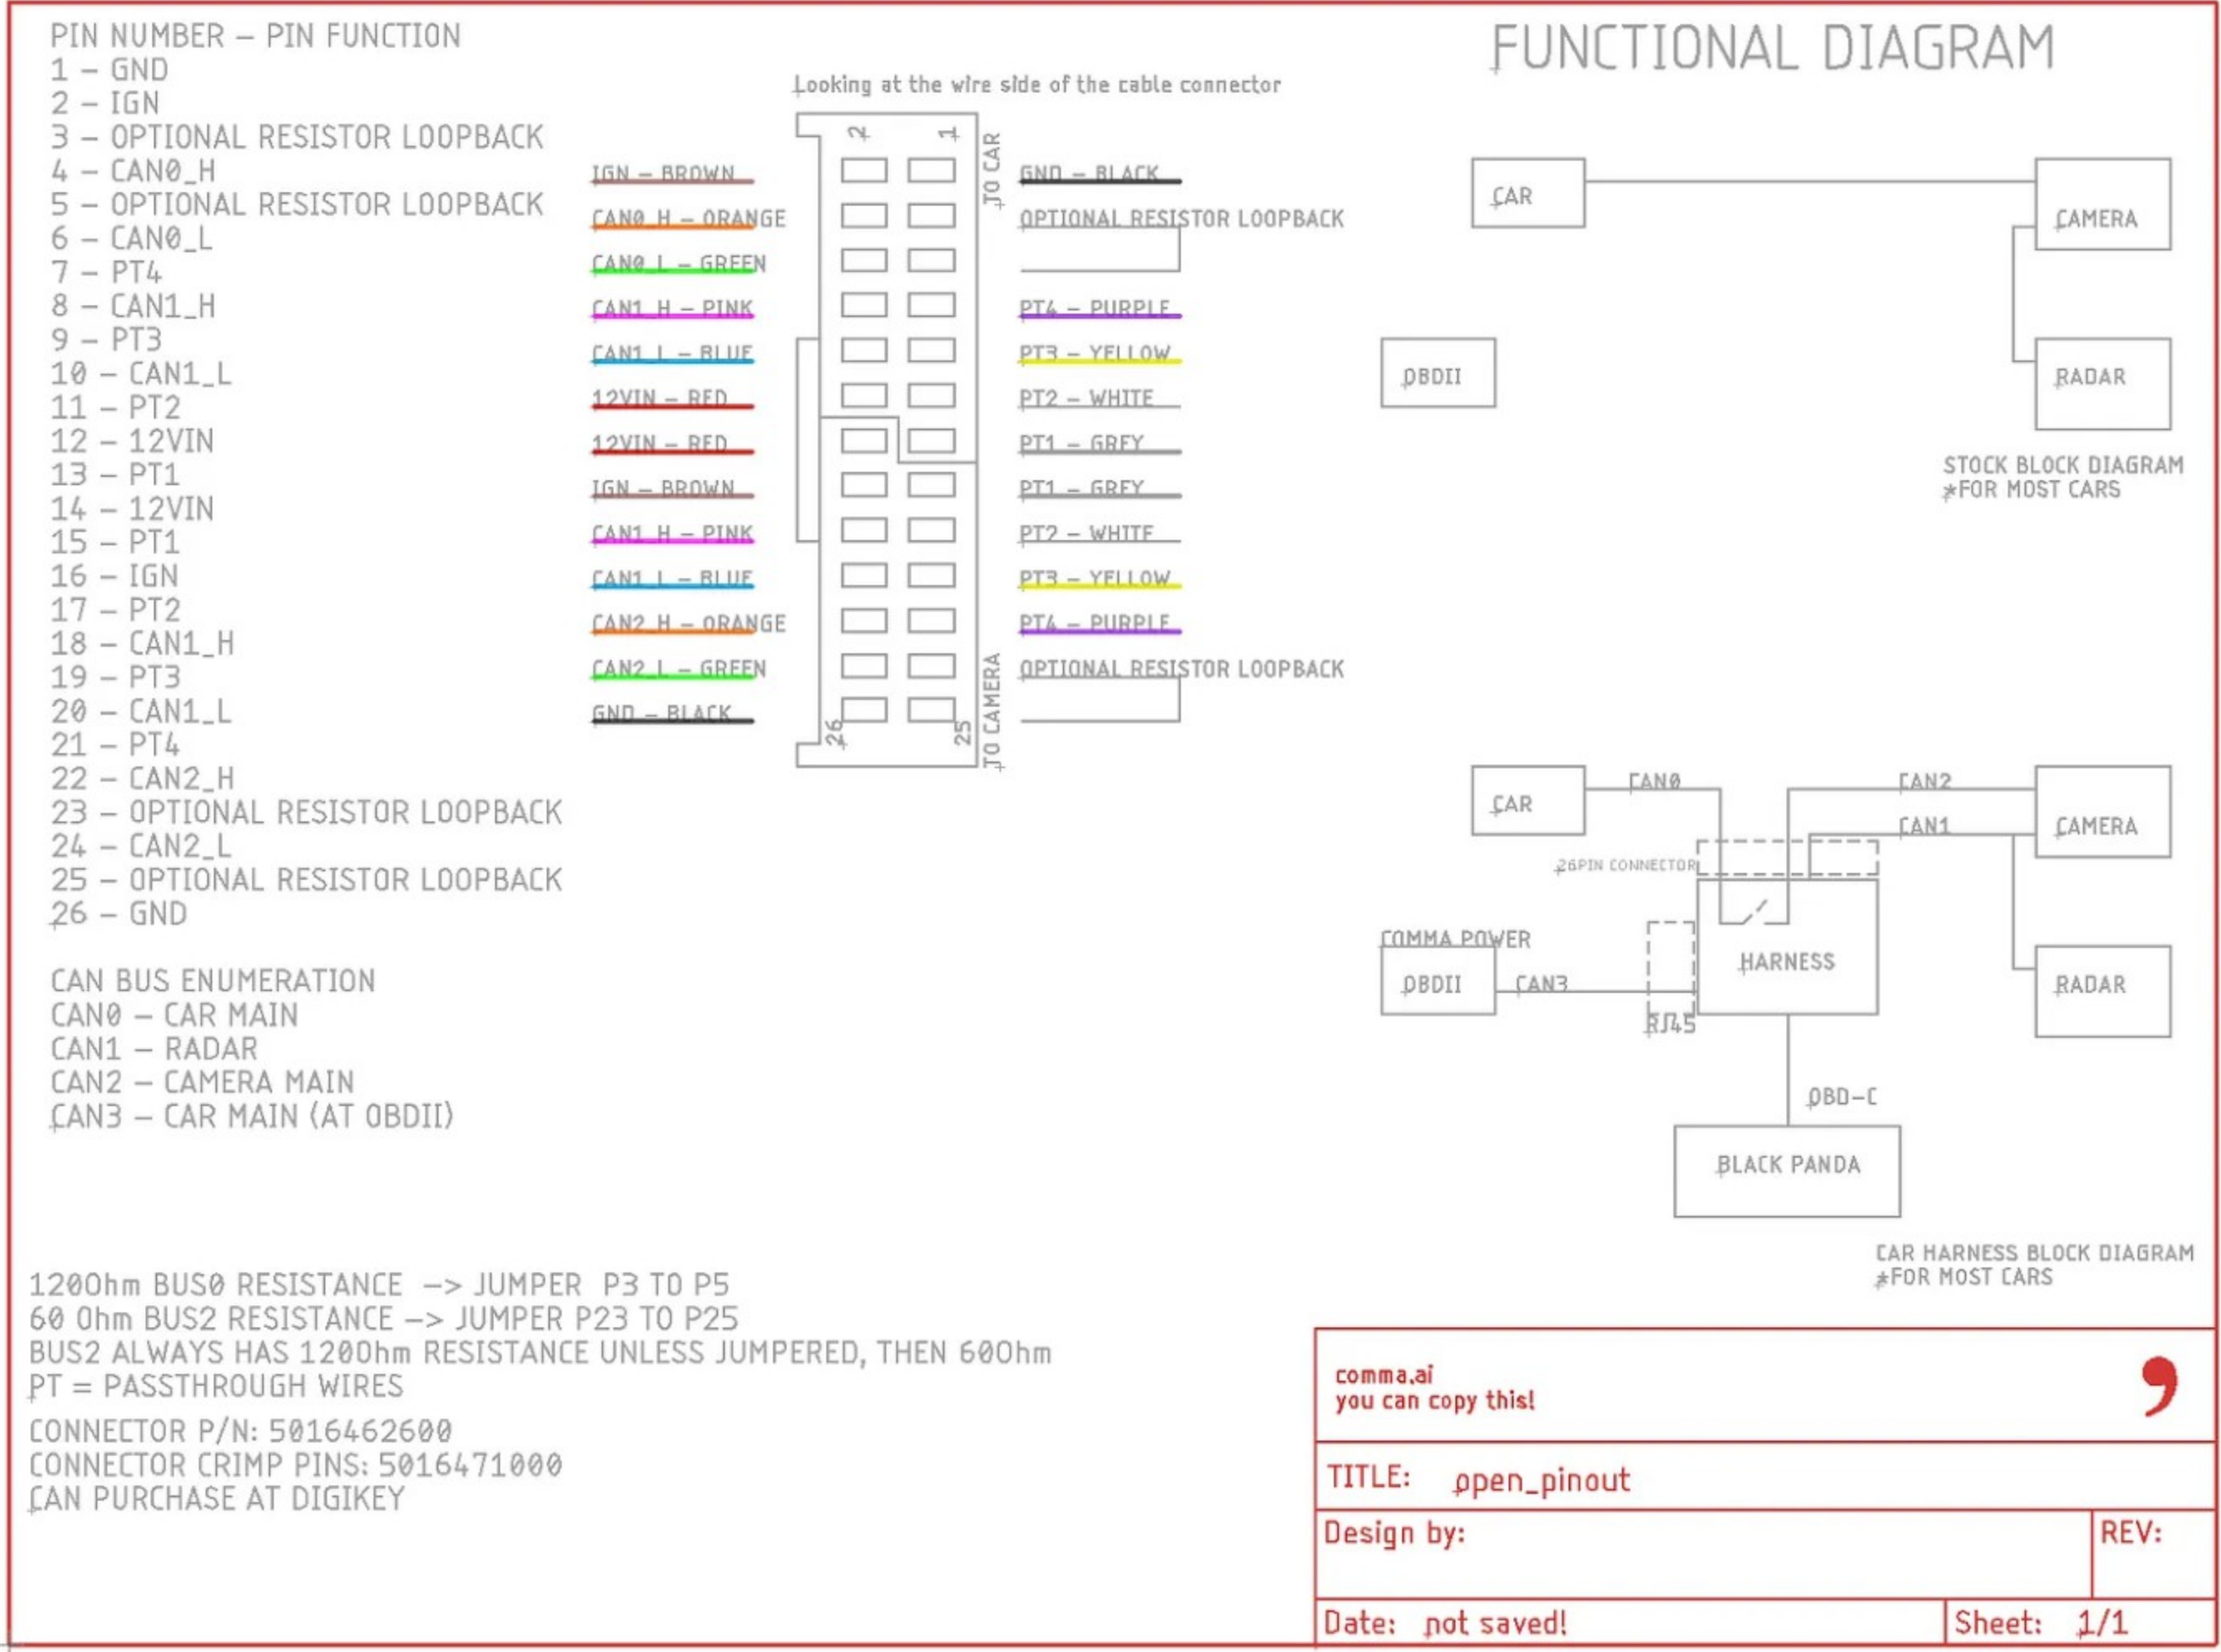 PIN NUMBER – PIN FUNCTION
1 – GND
2 – IGN
3 – OPTIONAL RESISTOR LOOPBACK
4 – CAN0_H
5 – OPTIONAL RESISTOR LOOPBACK
6 – CAN0_L
7 – PT4
8 – CAN1_H
9 – PT3
10 – CAN1_L
11 – PT2
12 – 12VIN
13 – PT1
14 – 12VIN
15 – PT1
16 – IGN
17 – PT2
18 – CAN1_H
19 – PT3
20 – CAN1_L
21 – PT4
22 – CAN2_H
23 – OPTIONAL RESISTOR LOOPBACK
24 – CAN2_L
25 – OPTIONAL RESISTOR LOOPBACK
26 – GND
CAN BUS ENUMERATION
CAN0 – CAR MAIN
CAN1 – RADAR
CAN2 – CAMERA MAIN
CAN3 – CAR MAIN (AT OBDII)
120Ohm BUS0 RESISTANCE –> JUMPER P3 TO P5
60 Ohm BUS2 RESISTANCE –> JUMPER P23 TO P25
BUS2 ALWAYS HAS 120Ohm RESISTANCE UNLESS JUMPERED, THEN 60Ohm
PT = PASSTHROUGH WIRES
CONNECTOR P/N: 5016462600
CONNECTOR CRIMP PINS: 5016471000
CAN PURCHASE AT DIGIKEY
Looking at the wire side of the cable connector
2
1
TO CAR
IGN – BROWN
CAN0_H – ORANGE
CAN0_L – GREEN
CAN1_H – PINK
CAN1_L – BLUE
12VIN – RED
12VIN – RED
IGN – BROWN
CAN1_H – PINK
CAN1_L – BLUE
CAN2_H – ORANGE
CAN2_L – GREEN
GND – BLACK
GND – BLACK
OPTIONAL RESISTOR LOOPBACK
PT4 – PURPLE
PT3 – YELLOW
PT2 – WHITE
PT1 – GREY
PT1 – GREY
PT2 – WHITE
PT3 – YELLOW
PT4 – PURPLE
OPTIONAL RESISTOR LOOPBACK
26
25
TO CAMERA
FUNCTIONAL DIAGRAM
CAR
CAMERA
OBDII
RADAR
STOCK BLOCK DIAGRAM
*FOR MOST CARS
CAR
CAN0
CAN2
CAN1
CAMERA
26PIN CONNECTOR
COMMA POWER
OBDII
CAN3
RJ45
HARNESS
RADAR
OBD–C
BLACK PANDA
CAR HARNESS BLOCK DIAGRAM
*FOR MOST CARS
comma.ai
you can copy this!
TITLE: open_pinout
Design by:
REV:
Date: not saved!
Sheet: 1/1